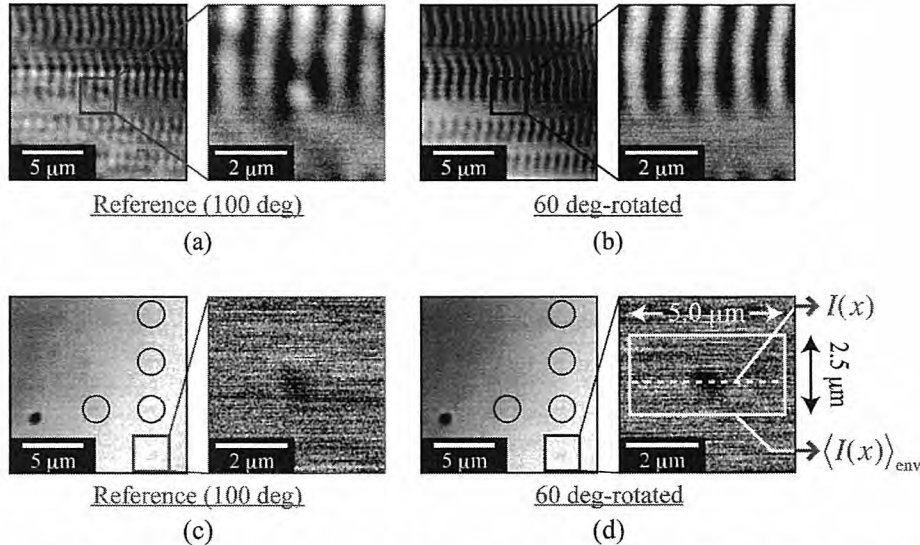 5 μm
2 μm
5 μm
2 μm
Reference (100 deg)
60 deg-rotated
(a)
(b)
5.0 μm
I(x)
2.5 μm
5 μm
2 μm
5 μm
2 μm
⟨I(x)⟩env
Reference (100 deg)
60 deg-rotated
(c)
(d)